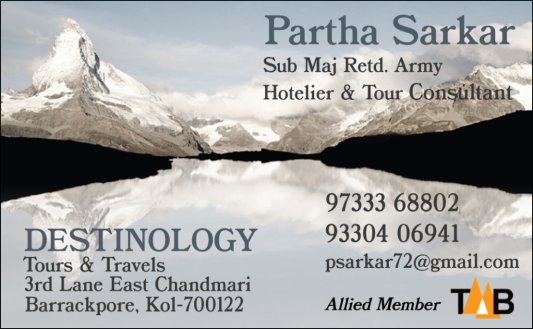 Partha Sarkar
Sub Maj Retd. Army
Hotelier & Tour Consultant
97333 68802
93304 06941
psarkar72@gmail.com
DESTINOLOGY
Tours & Travels
3rd Lane East Chandmari
Barrackpore, Kol-700122
Allied Member TAAB